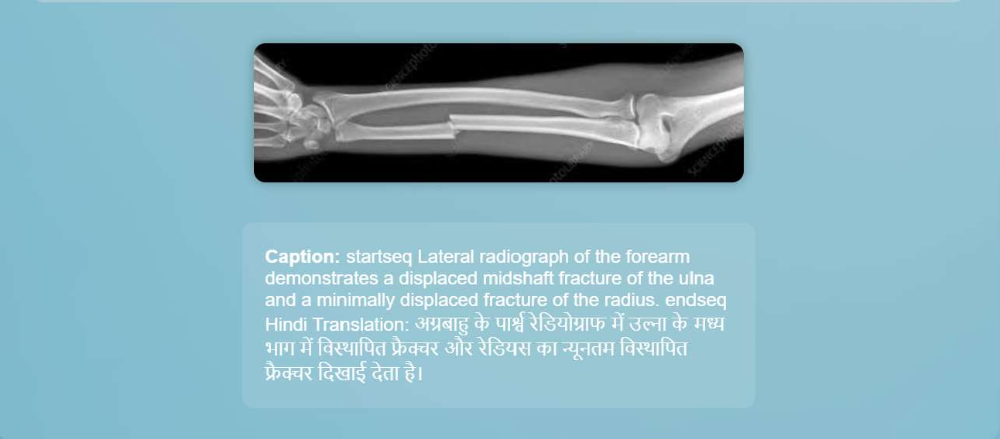 Caption: startseq Lateral radiograph of the forearm
demonstrates a displaced midshaft fracture of the ulna
and a minimally displaced fracture of the radius. endseq
Hindi Translation: अग्रबाहु के पार्श्व रेडियोग्राफ में उल्ना के मध्य
भाग में विस्थापित फ्रैक्चर और रेडियस का न्यूनतम विस्थापित
फ्रैक्चर दिखाई देता है।